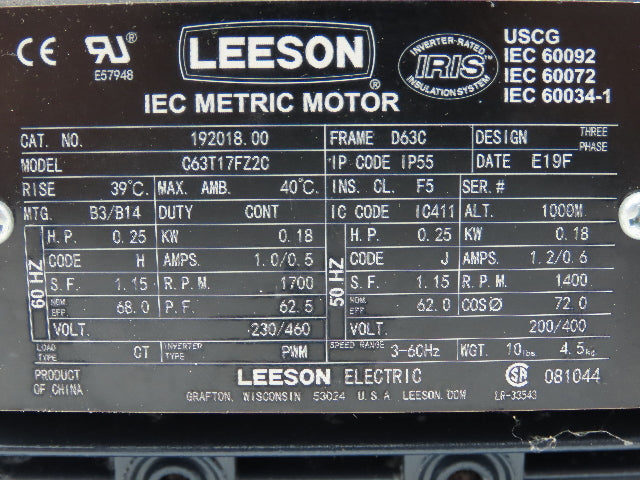 CE RU E57948 LEESON ® INVERTER-RATED IRIS INSULATION SYSTEM USCG
IEC 60092
IEC 60072
IEC METRIC MOTOR IEC 60034-1
CAT. NO. 192018.00 FRAME D63C DESIGN THREE PHASE
MODEL C63T17FZ2C IP CODE IP55 DATE E19F
RISE 39°C. MAX. AMB. 40°C. INS. CL. F5 SER.#
MTG. B3/B14 DUTY CONT IC CODE IC411 ALT. 1000M
60 HZ H.P. 0.25 KW 0.18 50 HZ H.P. 0.25 KW 0.18
CODE H AMPS. 1.0/0.5 CODE J AMPS. 1.2/0.6
S.F. 1.15 R.P.M. 1700 S.F. 1.15 R.P.M. 1400
NOM. EFF. 68.0 P.F. 62.5 NOM. EFF. 62.0 COSØ 72.0
VOLT. 230/460 VOLT. 200/400
LOAD TYPE CT INVERTER TYPE PWM SPEED RANGE 3-60Hz WGT. 10lbs 4.5kg
PRODUCT OF CHINA LEESON ELECTRIC SA 081044
GRAFTON, WISCONSIN 53024 U.S.A LEESON.COM LR-33543